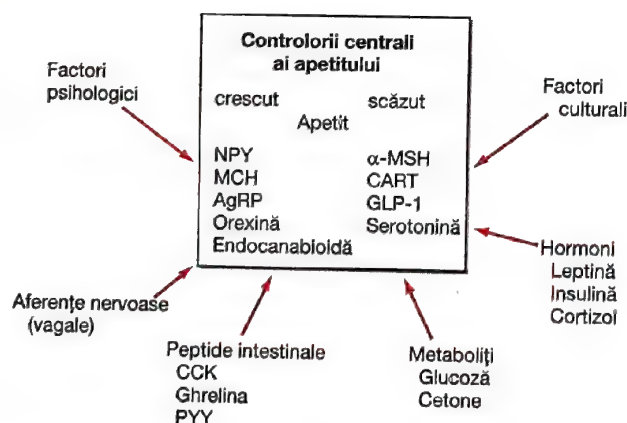 Controlorii centrali
ai apetitului
crescut scăzut
Apetit
NPY
MCH
AgRP
Orexină
Endocanabioidă
α-MSH
CART
GLP-1
Serotonină
Factori
psihologici
Factori
culturali
Aferențe nervoase
(vagale)
Peptide intestinale
CCK
Ghrelina
PYY
Metaboliți
Glucoză
Cetone
Hormoni
Leptină
Insulină
Cortizol